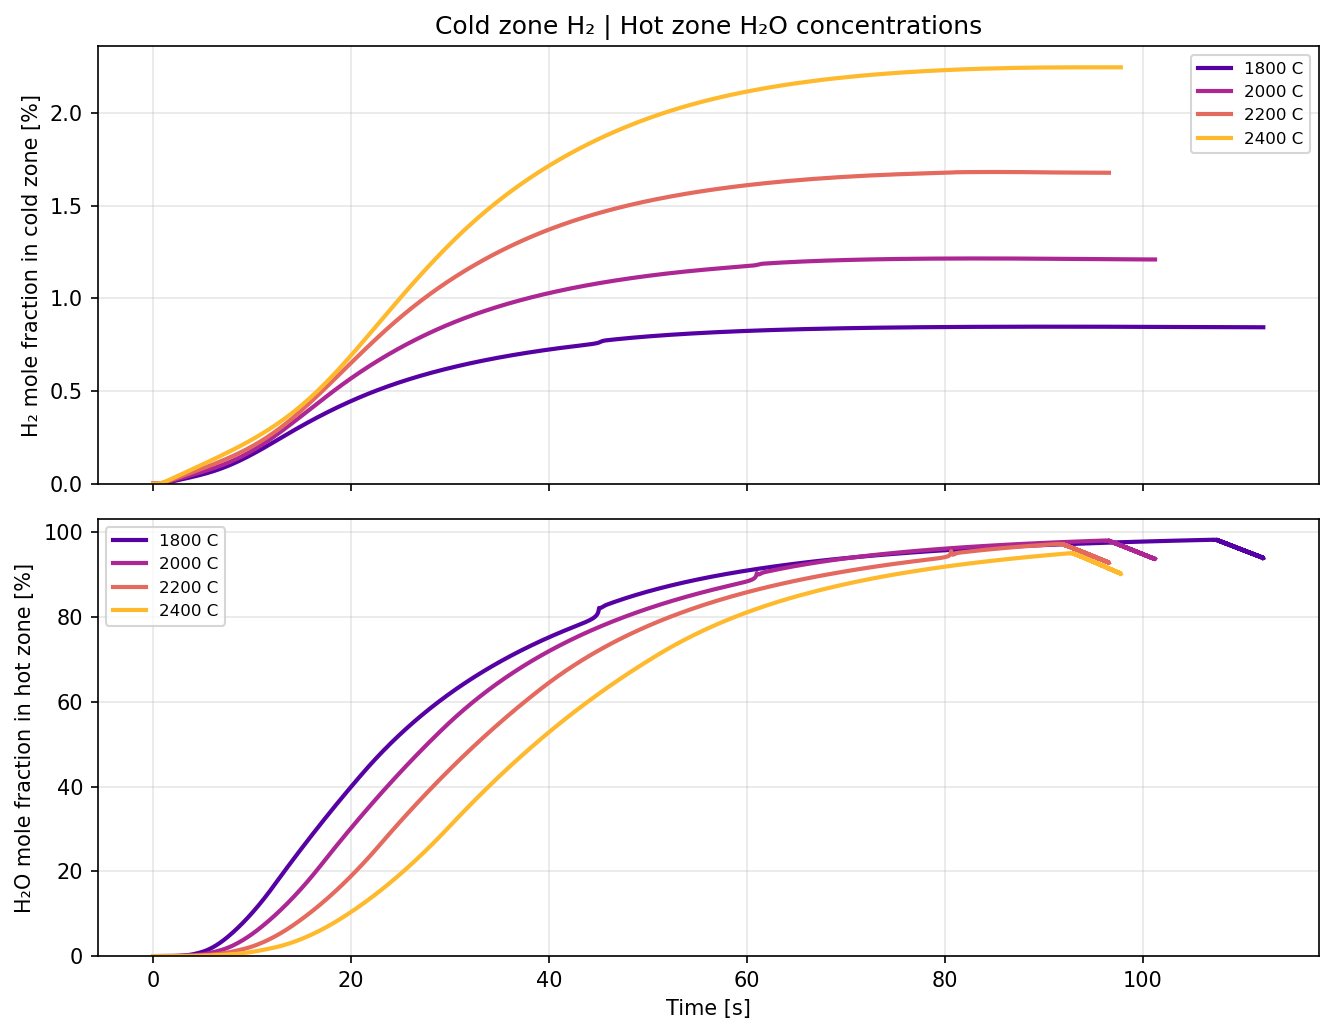 Cold zone H₂ | Hot zone H₂O concentrations
H₂ mole fraction in cold zone [%]
2.0
1.5
1.0
0.5
0.0
1800 C
2000 C
2200 C
2400 C
H₂O mole fraction in hot zone [%]
100
80
60
40
20
0
1800 C
2000 C
2200 C
2400 C
0 20 40 60 80 100
Time [s]